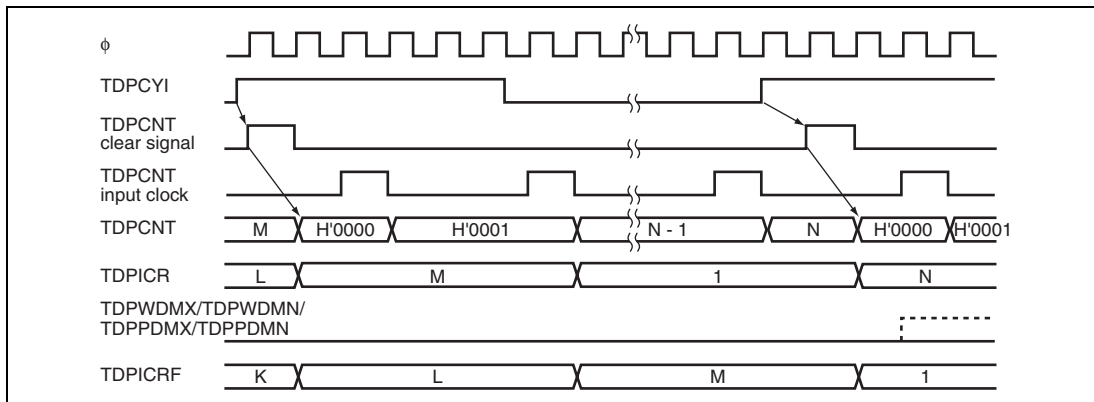 ϕ
TDPCYI
TDPCNT
clear signal
TDPCNT
input clock
TDPCNT M H'0000 H'0001 N - 1 N H'0000 H'0001
TDPICR L M 1 N
TDPWDMX/TDPWDMN/
TDPPDMX/TDPPDMN
TDPICRF K L M 1